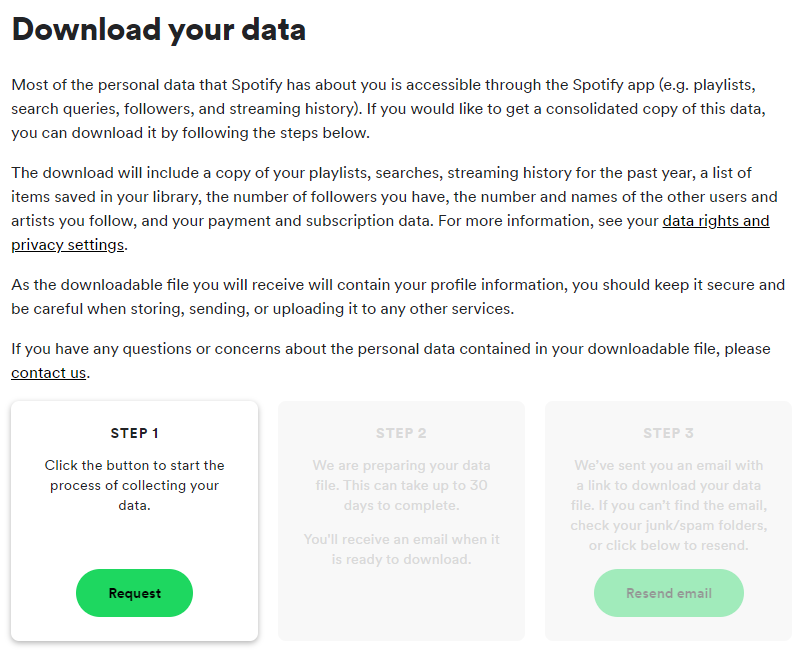 Download your data
Most of the personal data that Spotify has about you is accessible through the Spotify app (e.g. playlists,
search queries, followers, and streaming history). If you would like to get a consolidated copy of this data,
you can download it by following the steps below.
The download will include a copy of your playlists, searches, streaming history for the past year, a list of
items saved in your library, the number of followers you have, the number and names of the other users and
artists you follow, and your payment and subscription data. For more information, see your data rights and
privacy settings.
As the downloadable file you will receive will contain your profile information, you should keep it secure and
be careful when storing, sending, or uploading it to any other services.
If you have any questions or concerns about the personal data contained in your downloadable file, please
contact us.
STEP 1
Click the button to start the
process of collecting your
data.
Request
STEP 2
We are preparing your data
file. This can take up to 30
days to complete.
You'll receive an email when it
is ready to download.
STEP 3
We've sent you an email with
a link to download your data
file. If you can't find the email,
check your junk/spam folders,
or click below to resend.
Resend email